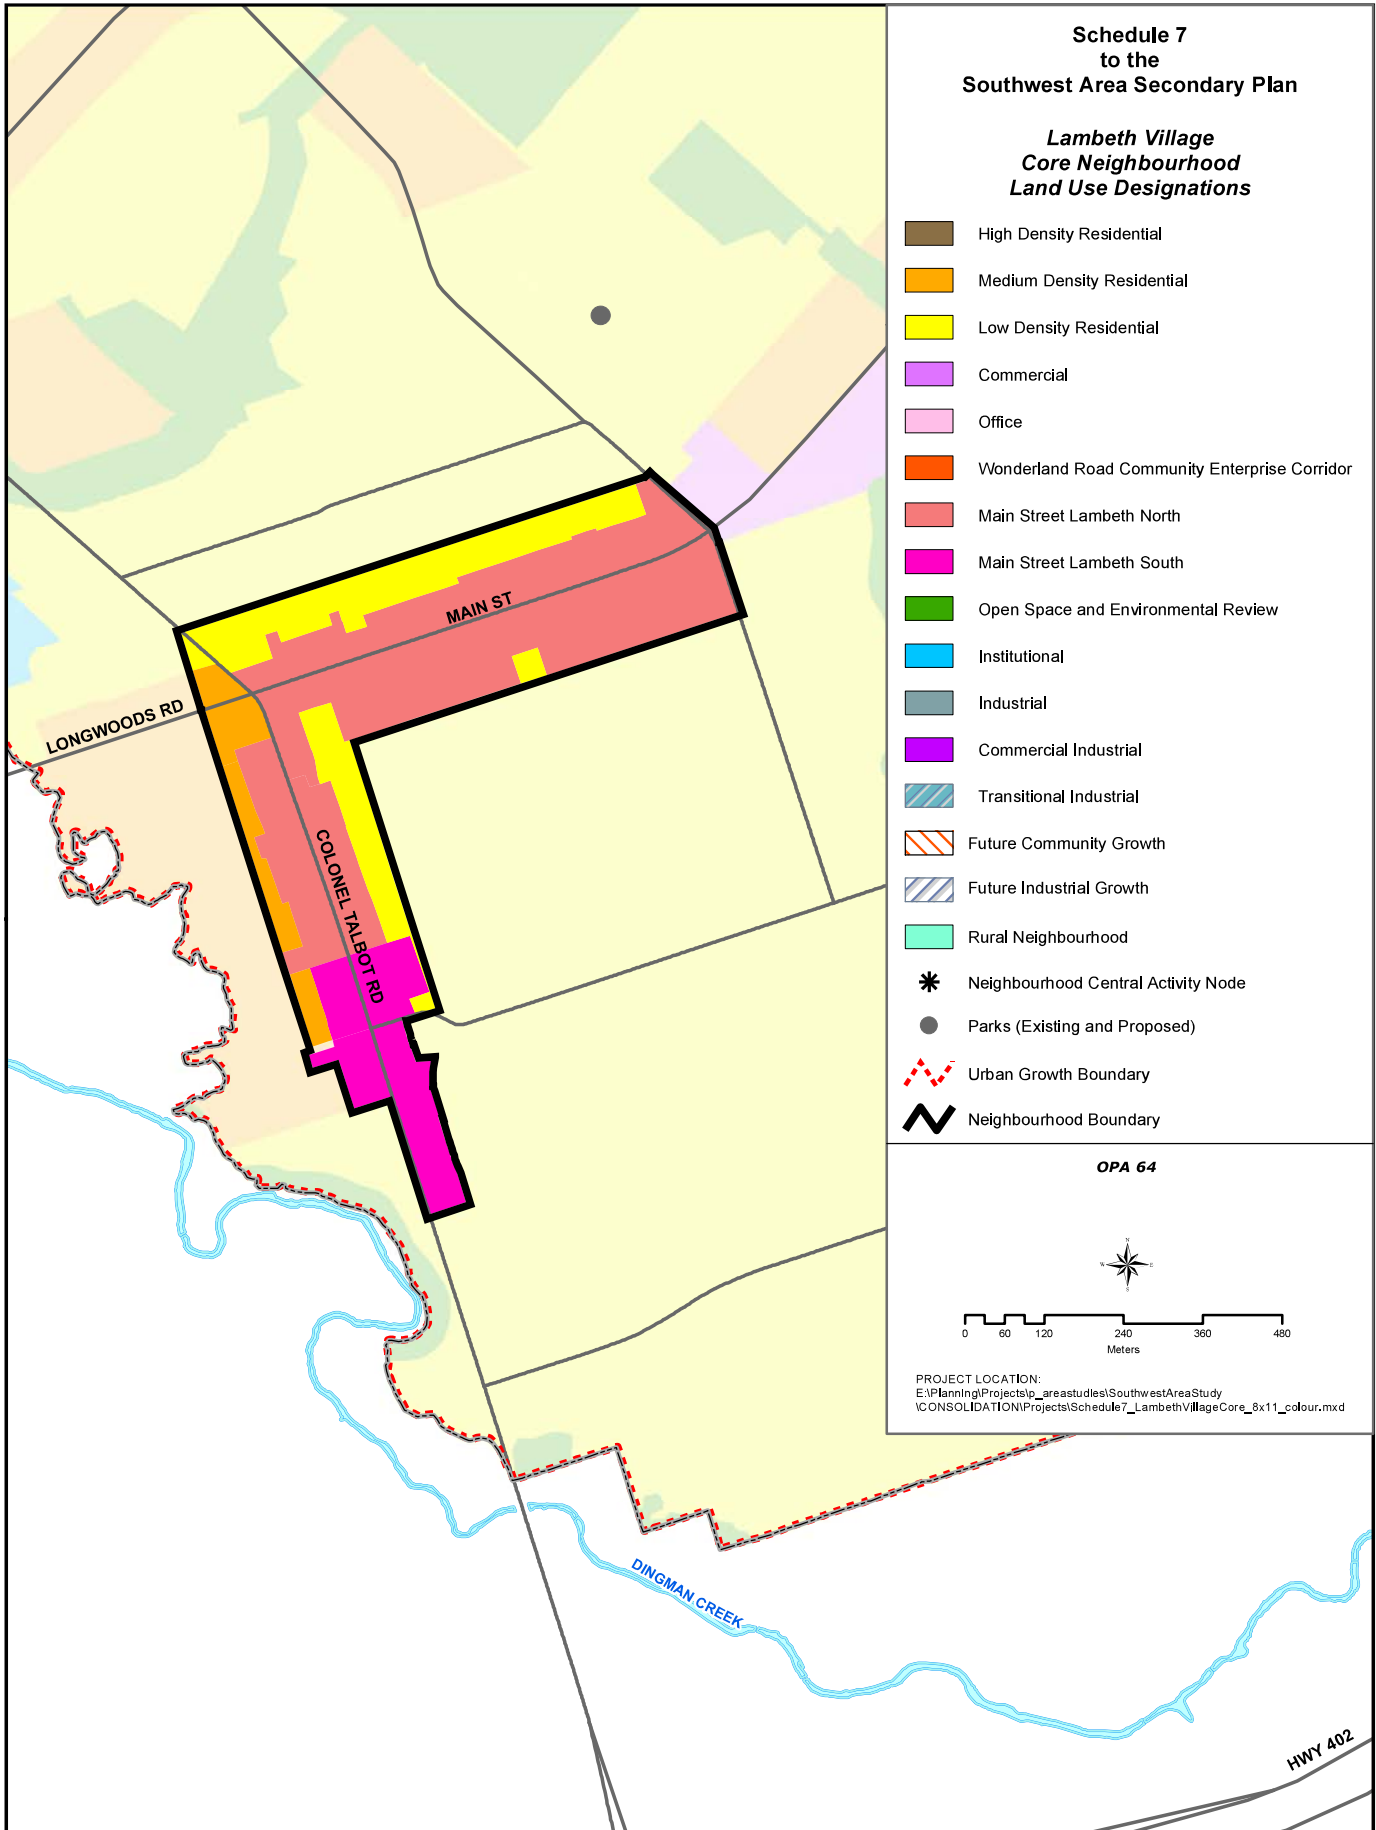 Schedule 7
to the
Southwest Area Secondary Plan
Lambeth Village
Core Neighbourhood
Land Use Designations
High Density Residential
Medium Density Residential
Low Density Residential
Commercial
Office
Wonderland Road Community Enterprise Corridor
Main Street Lambeth North
Main Street Lambeth South
Open Space and Environmental Review
Institutional
Industrial
Commercial Industrial
Transitional Industrial
Future Community Growth
Future Industrial Growth
Rural Neighbourhood
Neighbourhood Central Activity Node
Parks (Existing and Proposed)
Urban Growth Boundary
Neighbourhood Boundary
OPA 64
N
W E
S
0 60 120 240 360 480
Meters
PROJECT LOCATION:
E:\Planning\Projects\p_areastudies\SouthwestAreaStudy
\CONSOLIDATION\Projects\Schedule7_LambethVillageCore_8x11_colour.mxd
MAIN ST
LONGWOODS RD
COLONEL TALBOT RD
DINGMAN CREEK
HWY 402